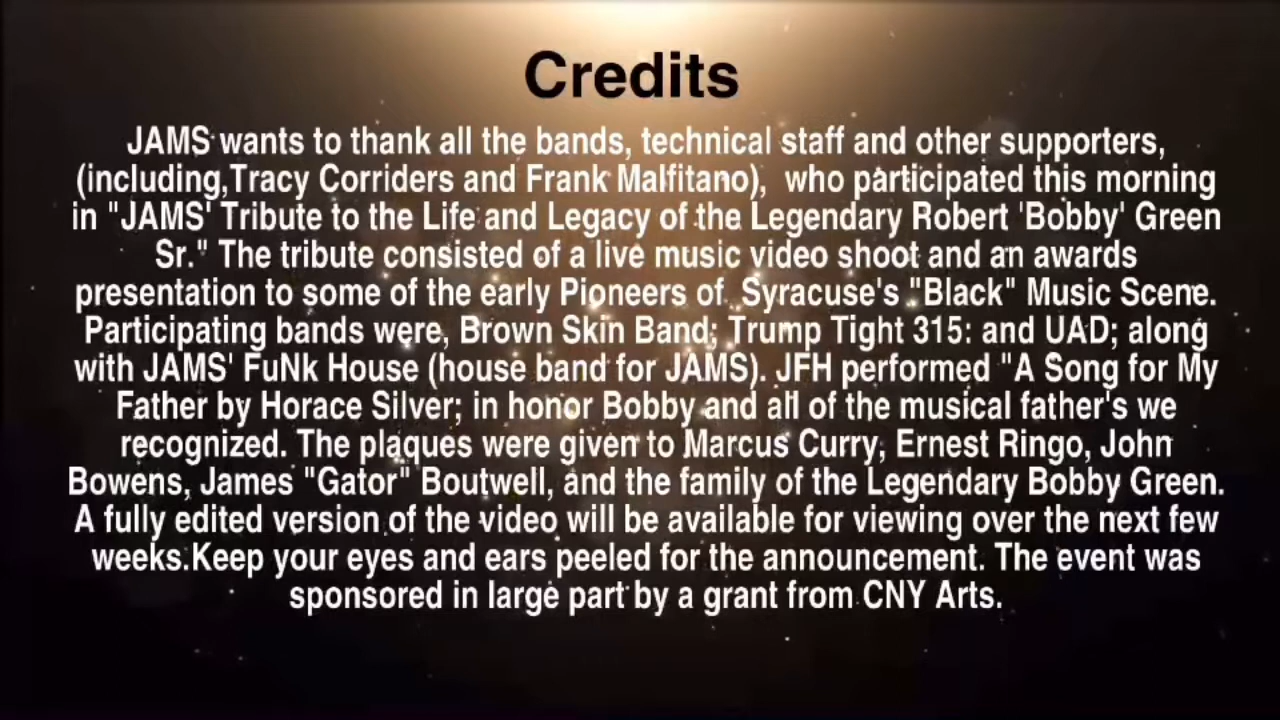 Credits
JAMS wants to thank all the bands, technical staff and other supporters,
(including,Tracy Corriders and Frank Malfitano),  who participated this morning
in "JAMS' Tribute to the Life and Legacy of the Legendary Robert 'Bobby' Green
Sr." The tribute consisted of a live music video shoot and an awards
presentation to some of the early Pioneers of  Syracuse's "Black" Music Scene.
Participating bands were, Brown Skin Band; Trump Tight 315: and UAD; along
with JAMS' FuNk House (house band for JAMS). JFH performed "A Song for My
Father by Horace Silver; in honor Bobby and all of the musical father's we
recognized. The plaques were given to Marcus Curry, Ernest Ringo, John
Bowens, James "Gator" Boutwell, and the family of the Legendary Bobby Green.
A fully edited version of the video will be available for viewing over the next few
weeks.Keep your eyes and ears peeled for the announcement. The event was
sponsored in large part by a grant from CNY Arts.